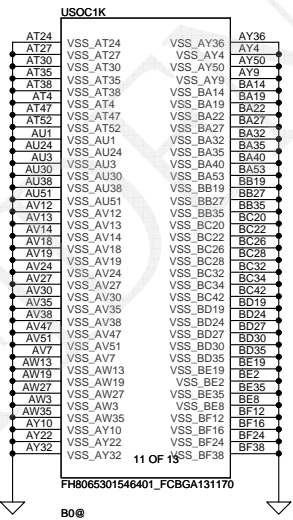 USOC1K
AT24 VSS_AT24 VSS_AY36 AY36
AT27 VSS_AT27 VSS_AY4 AY4
AT30 VSS_AT30 VSS_AY50 AY50
AT35 VSS_AT35 VSS_AY9 AY9
AT38 VSS_AT38 VSS_BA14 BA14
AT4 VSS_AT4 VSS_BA19 BA19
AT47 VSS_AT47 VSS_BA22 BA22
AT52 VSS_AT52 VSS_BA27 BA27
AU1 VSS_AU1 VSS_BA32 BA32
AU24 VSS_AU24 VSS_BA35 BA35
AU3 VSS_AU3 VSS_BA40 BA40
AU30 VSS_AU30 VSS_BA53 BA53
AU38 VSS_AU38 VSS_BB19 BB19
AU51 VSS_AU51 VSS_BB27 BB27
AV12 VSS_AV12 VSS_BB35 BB35
AV13 VSS_AV13 VSS_BC20 BC20
AV14 VSS_AV14 VSS_BC22 BC22
AV18 VSS_AV18 VSS_BC26 BC26
AV19 VSS_AV19 VSS_BC28 BC28
AV24 VSS_AV24 VSS_BC32 BC32
AV27 VSS_AV27 VSS_BC34 BC34
AV30 VSS_AV30 VSS_BC42 BC42
AV35 VSS_AV35 VSS_BD19 BD19
AV38 VSS_AV38 VSS_BD24 BD24
AV47 VSS_AV47 VSS_BD27 BD27
AV51 VSS_AV51 VSS_BD30 BD30
AV7 VSS_AV7 VSS_BD35 BD35
AW13 VSS_AW13 VSS_BE19 BE19
AW19 VSS_AW19 VSS_BE2 BE2
AW27 VSS_AW27 VSS_BE35 BE35
AW3 VSS_AW3 VSS_BE8 BE8
AW35 VSS_AW35 VSS_BF12 BF12
AY10 VSS_AY10 VSS_BF16 BF16
AY22 VSS_AY22 VSS_BF24 BF24
AY32 VSS_AY32 VSS_BF38 BF38
11 OF 13
FH8065301546401_FCBGA131170
B0@